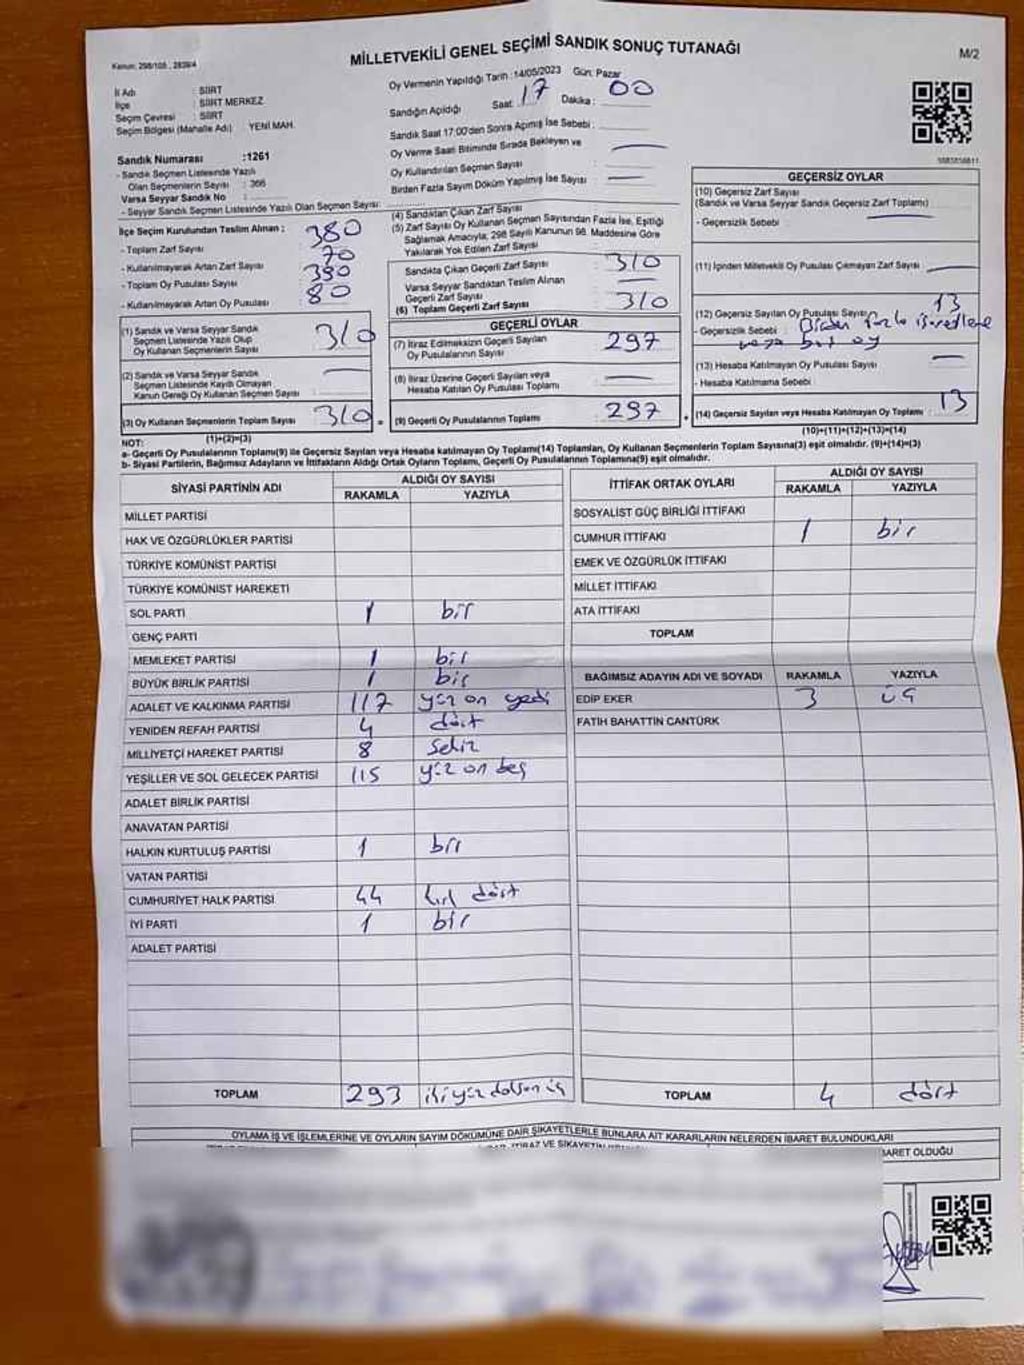 MİLLETVEKİLİ GENEL SEÇİMİ SANDIK SONUÇ TUTANAĞI
M/2
Kanun: 298/105 , 2839/4
İl Adı : SİİRT
İlçe : SİİRT MERKEZ
Seçim Çevresi : SİİRT
Seçim Bölgesi (Mahalle Adı) : YENİ MAH.
Sandık Numarası :1261
- Sandık Seçmen Listesinde Yazılı
Olan Seçmenlerin Sayısı : 366
Varsa Seyyar Sandık No :
- Seyyar Sandık Seçmen Listesinde Yazılı Olan Seçmen Sayısı:
Oy Vermenin Yapıldığı Tarih : 14/05/2023 Gün: Pazar
Sandığın Açıldığı Saat: 17 Dakika : 00
Sandık Saat 17:00'den Sonra Açılmış İse Sebebi :
Oy Verme Saati Bitiminde Sırada Bekleyen ve
Oy Kullandırılan Seçmen Sayısı :
Birden Fazla Sayım Döküm Yapılmış İse Sayısı :
İlçe Seçim Kurulundan Teslim Alınan ;
- Toplam Zarf Sayısı : 380
- Kullanılmayarak Artan Zarf Sayısı : 70
- Toplam Oy Pusulası Sayısı : 390
- Kullanılmayarak Artan Oy Pusulası : 80
(1) Sandık ve Varsa Seyyar Sandık
Seçmen Listesinde Yazılı Olup
Oy Kullanan Seçmenlerin Sayısı 310
(2) Sandık ve Varsa Seyyar Sandık
Seçmen Listesinde Kayıtlı Olmayan
Kanun Gereği Oy Kullanan Seçmen Sayısı
(3) Oy Kullanan Seçmenlerin Toplam Sayısı 310
(1)+(2)=(3)
(4) Sandıktan Çıkan Zarf Sayısı
(5) Zarf Sayısı Oy Kullanan Seçmen Sayısından Fazla İse, Eşitliği
Sağlamak Amacıyla; 298 Sayılı Kanunun 98. Maddesine Göre
Yakılarak Yok Edilen Zarf Sayısı :
Sandıkta Çıkan Geçerli Zarf Sayısı : 310
Varsa Seyyar Sandıktan Teslim Alınan
Geçerli Zarf Sayısı :
(6) Toplam Geçerli Zarf Sayısı : 310
GEÇERLİ OYLAR
(7) İtiraz Edilmeksizin Geçerli Sayılan
Oy Pusulasının Sayısı : 297
(8) İtiraz Üzerine Geçerli Sayılan veya
Hesaba Katılan Oy Pusulası Toplamı :
(9) Geçerli Oy Pusulalarının Toplamı : 297
GEÇERSİZ OYLAR
(10) Geçersiz Zarf Sayısı
(Sandık ve Varsa Seyyar Sandık Geçersiz Zarf Toplamı) :
- Geçersizlik Sebebi :
(11) İçinden Milletvekili Oy Pusulası Çıkmayan Zarf Sayısı :
(12) Geçersiz Sayılan Oy Pusulası Sayısı : 13
- Geçersizlik Sebebi : Birden fazla işaretleme
veya boş oy
(13) Hesaba Katılmayan Oy Pusulası Sayısı :
- Hesaba Katılmama Sebebi :
(14) Geçersiz Sayılan veya Hesaba Katılmayan Oy Toplamı : 13
(10)+(11)+(12)+(13)=(14)
NOT:
a- Geçerli Oy Pusulalarının Toplamı(9) ile Geçersiz Sayılan veya Hesaba katılmayan Oy Toplamı(14) Toplamları, Oy Kullanan Seçmenlerin Toplam Sayısına(3) eşit olmalıdır. (9)+(14)=(3)
b- Siyasi Partilerin, Bağımsız Adayların ve İttifakların Aldığı Ortak Oyların Toplamı, Geçerli Oy Pusulalarının Toplamına(9) eşit olmalıdır.
SİYASİ PARTİNİN ADI ALDIĞI OY SAYISI
RAKAMLA YAZIYLA
MİLLET PARTİSİ
HAK VE ÖZGÜRLÜKLER PARTİSİ
TÜRKİYE KOMÜNİST PARTİSİ
TÜRKİYE KOMÜNİST HAREKETİ
SOL PARTİ 1 bir
GENÇ PARTİ
MEMLEKET PARTİSİ 1 bir
BÜYÜK BİRLİK PARTİSİ 1 bir
ADALET VE KALKINMA PARTİSİ 117 yüz on yedi
YENİDEN REFAH PARTİSİ 4 dört
MİLLİYETÇİ HAREKET PARTİSİ 8 sekiz
YEŞİLLER VE SOL GELECEK PARTİSİ 115 yüz on beş
ADALET BİRLİK PARTİSİ
ANAVATAN PARTİSİ
HALKIN KURTULUŞ PARTİSİ 1 bir
VATAN PARTİSİ
CUMHURİYET HALK PARTİSİ 44 kırk dört
İYİ PARTİ 1 bir
ADALET PARTİSİ
TOPLAM 293 iki yüz doksan üç
İTTİFAK ORTAK OYLARI ALDIĞI OY SAYISI
RAKAMLA YAZIYLA
SOSYALİST GÜÇ BİRLİĞİ İTTİFAKI
CUMHUR İTTİFAKI 1 bir
EMEK VE ÖZGÜRLÜK İTTİFAKI
MİLLET İTTİFAKI
ATA İTTİFAKI
TOPLAM
BAĞIMSIZ ADAYIN ADI VE SOYADI RAKAMLA YAZIYLA
EDİP EKER 3 üç
FATİH BAHATTİN CANTÜRK
TOPLAM 4 dört
OYLAMA İŞ VE İŞLEMLERİNE VE OYLARIN SAYIM DÖKÜMÜNE DAİR ŞİKAYETLERLE BUNLARA AİT KARARLARIN NELERDEN İBARET BULUNDUKLARI
İTİRAZ VE ŞİKAYETİN
OLDUĞU